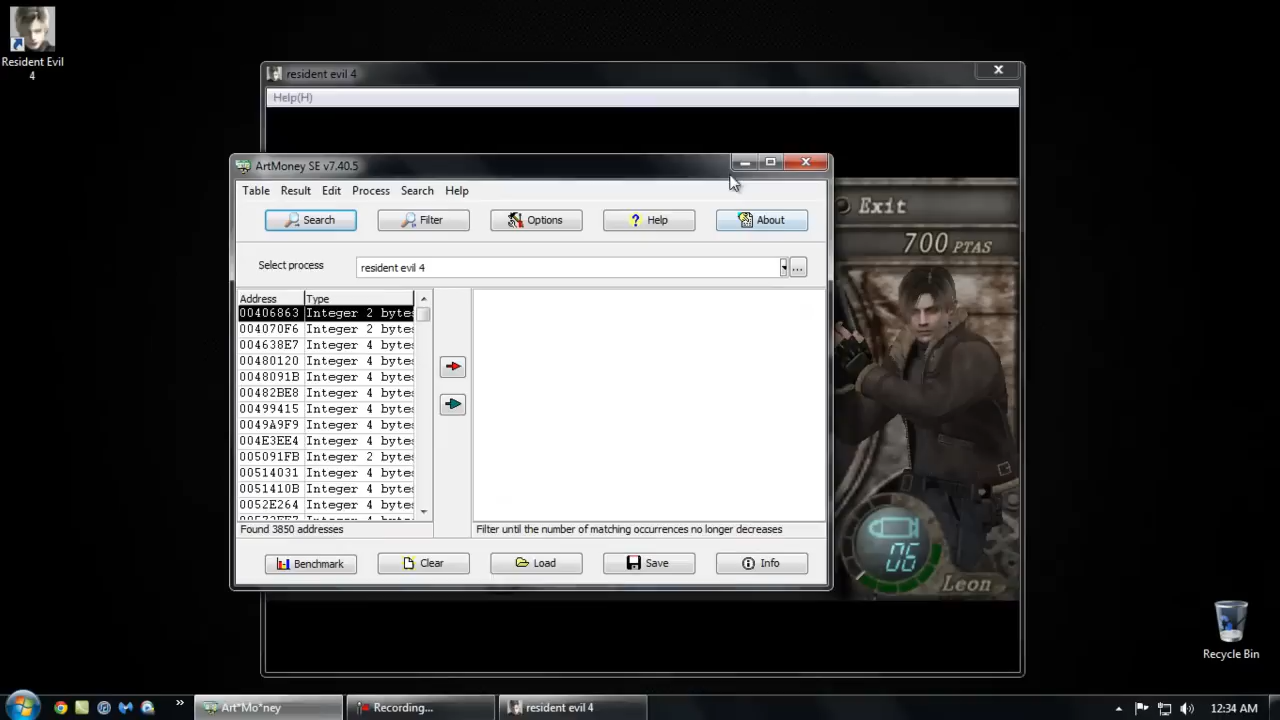 Resident Evil
4
resident evil 4
Help(H)
ArtMoney SE v7.40.5
Table Result Edit Process Search Help
Search Filter Options Help About
Select process resident evil 4 ...
Address Type
00406863 Integer 2 bytes
004070F6 Integer 2 bytes
004638E7 Integer 4 bytes
00480120 Integer 4 bytes
0048091B Integer 4 bytes
00482BE8 Integer 4 bytes
00499415 Integer 4 bytes
0049A9F9 Integer 4 bytes
004E3EE4 Integer 4 bytes
005091FB Integer 2 bytes
00514031 Integer 4 bytes
0051410B Integer 4 bytes
0052E264 Integer 4 bytes
Found 3850 addresses
Filter until the number of matching occurrences no longer decreases
Benchmark Clear Load Save Info
Exit
700 PTAS
06
Leon
Recycle Bin
Art*Mo*ney Recording... resident evil 4 12:34 AM